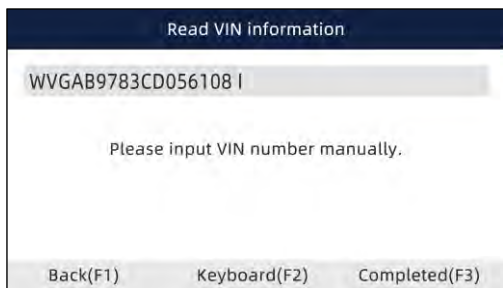 Read VIN information
WVGAB9783CD056108
Please input VIN number manually.
Back(F1) Keyboard(F2) Completed(F3)